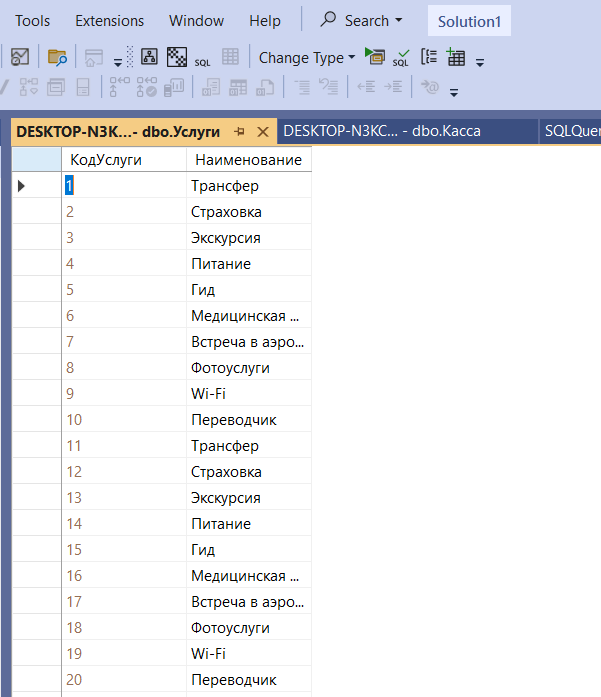 Tools Extensions Window Help Search Solution1
SQL Change Type SQL
DESKTOP-N3K...- dbo.Услуги DESKTOP-N3KC... - dbo.Касса SQLQuer
КодУслуги Наименование
1 Трансфер
2 Страховка
3 Экскурсия
4 Питание
5 Гид
6 Медицинская ...
7 Встреча в аэро...
8 Фотоуслуги
9 Wi-Fi
10 Переводчик
11 Трансфер
12 Страховка
13 Экскурсия
14 Питание
15 Гид
16 Медицинская ...
17 Встреча в аэро...
18 Фотоуслуги
19 Wi-Fi
20 Переводчик